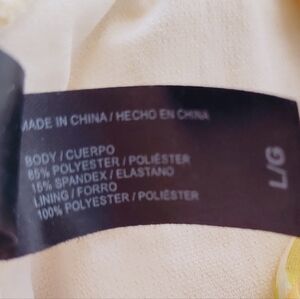 MADE IN CHINA / HECHO EN CHINA
BODY / CUERPO
85% POLYESTER / POLIÉSTER
15% SPANDEX / ELASTANO
LINING / FORRO
100% POLYESTER / POLIÉSTER
L/G